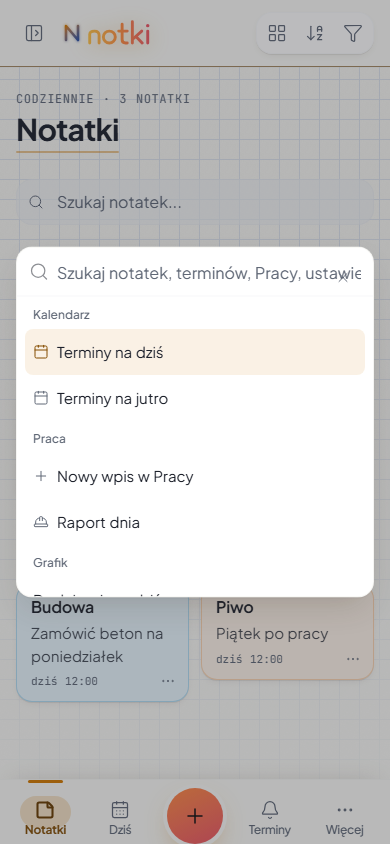 N notki
CODZIENNIE · 3 NOTATKI
Notatki
Szukaj notatek...
Szukaj notatek, terminów, Pracy, ustawie
Kalendarz
Terminy na dziś
Terminy na jutro
Praca
Nowy wpis w Pracy
Raport dnia
Grafik
Budowa
Zamówić beton na
poniedziałek
dziś 12:00
Piwo
Piątek po pracy
dziś 12:00
Notatki
Dziś
Terminy
Więcej